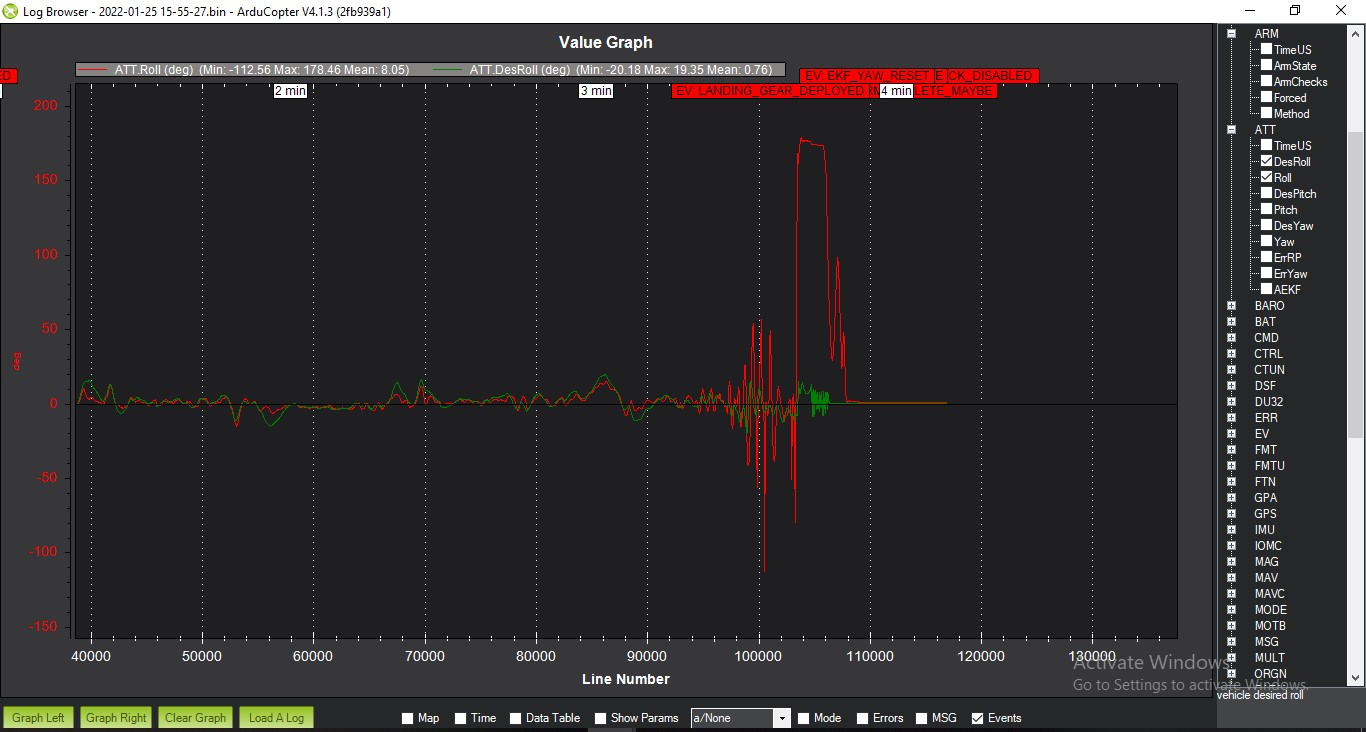 Log Browser - 2022-01-25 15-55-27.bin - ArduCopter V4.1.3 (2fb939a1)
Value Graph
ATT.Roll (deg) (Min: -112.56 Max: 178.46 Mean: 8.05) ATT.DesRoll (deg) (Min: -20.18 Max: 19.35 Mean: 0.76)
ED EV: EKF_YAW_RESET E CK_DISABLED
2 min 3 min EV: LANDING_GEAR_DEPLOYED 4 min LETE_MAYBE
200
150
100
50
0
-50
-100
-150
deg
40000 50000 60000 70000 80000 90000 100000 110000 120000 130000
Line Number
ARM
TimeUS
ArmState
ArmChecks
Forced
Method
ATT
TimeUS
DesRoll
Roll
DesPitch
Pitch
DesYaw
Yaw
ErrRP
ErrYaw
AEKF
BARO
BAT
CMD
CTRL
CTUN
DSF
DU32
ERR
EV
FMT
FMTU
FTN
GPA
GPS
IMU
IOMC
MAG
MAV
MAVC
MODE
MOTB
MSG
MULT
ORGN
Activate Windows
Go to Settings to activate Windows.
vehicle desired roll
Graph Left Graph Right Clear Graph Load A Log Map Time Data Table Show Params a/None Mode Errors MSG Events